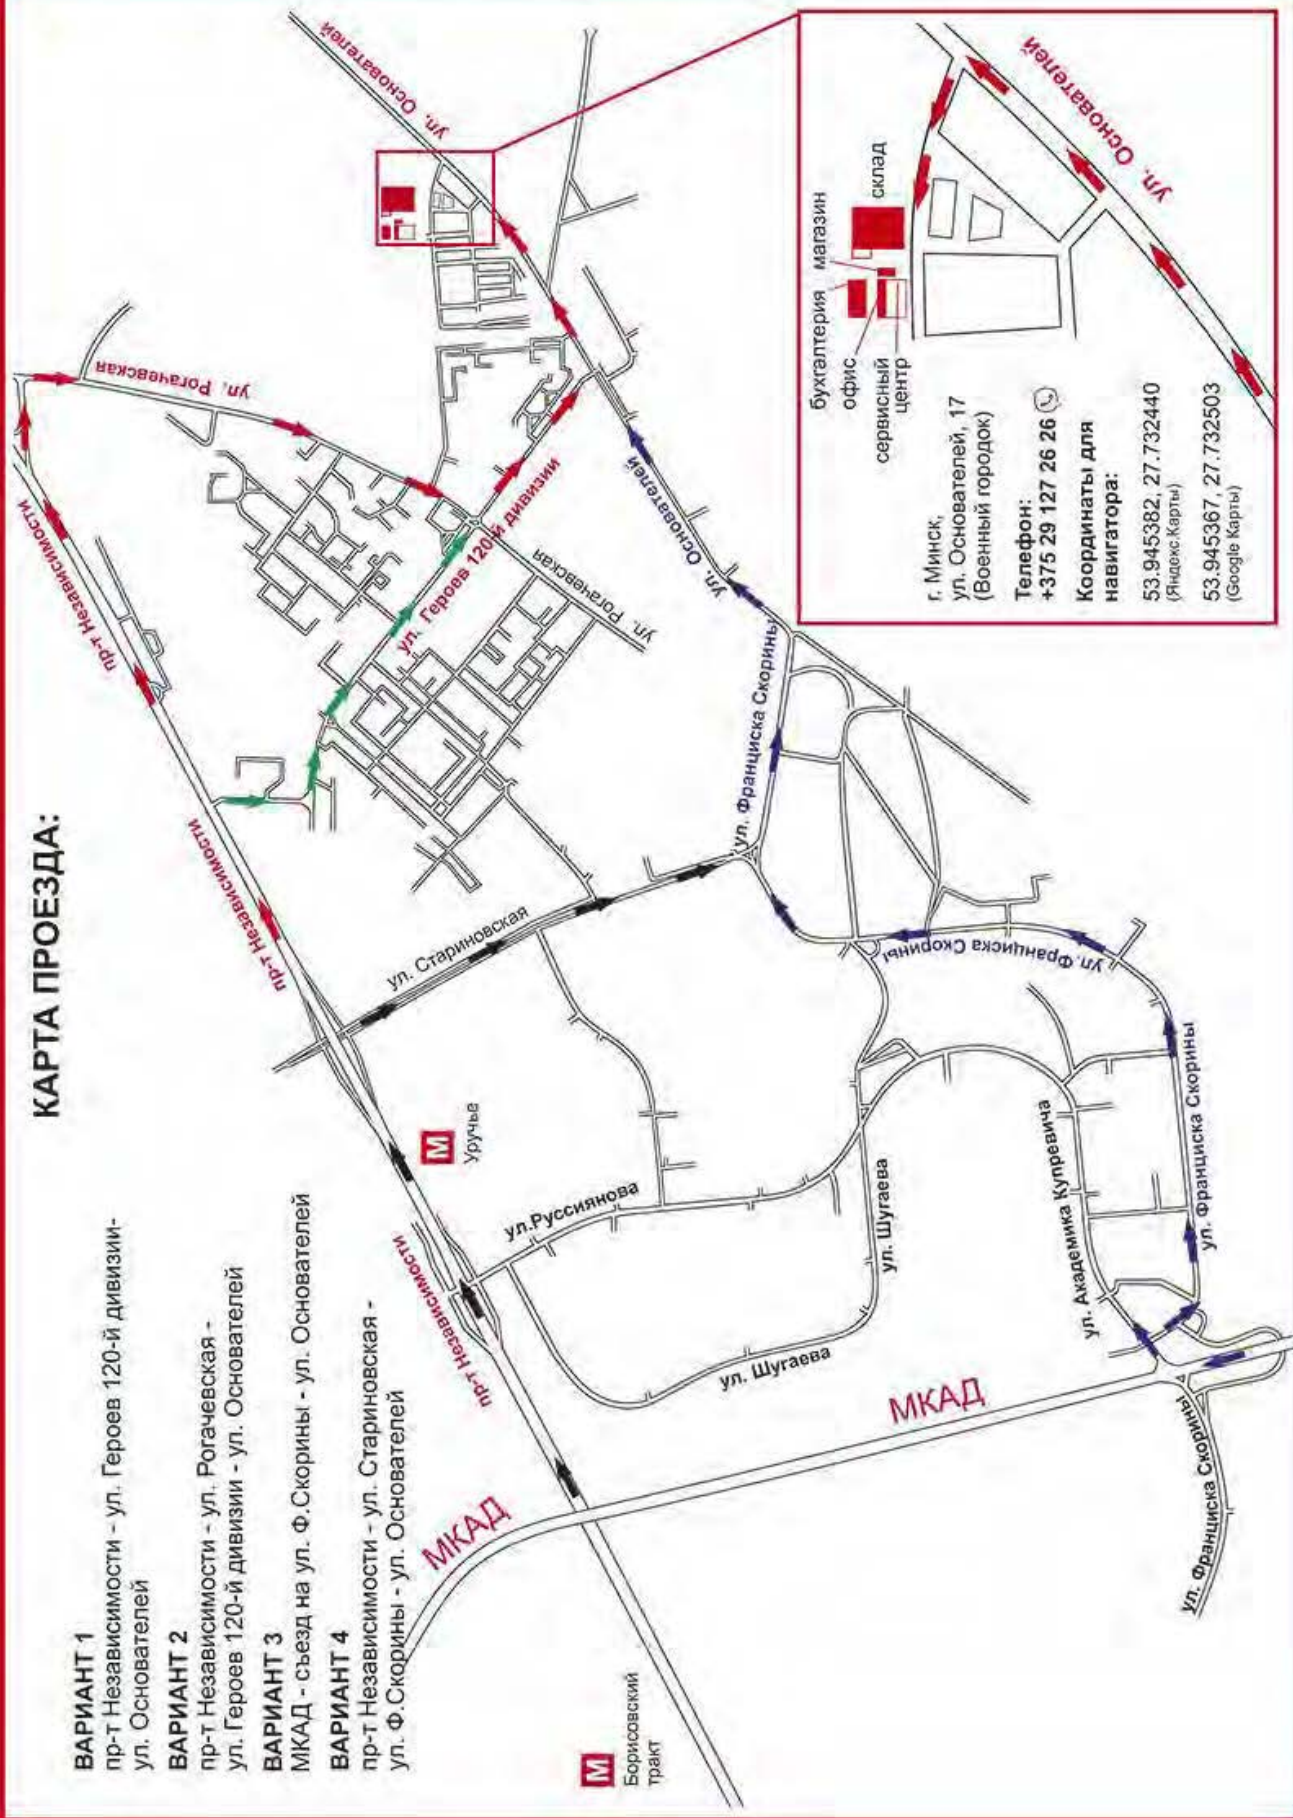 КАРТА ПРОЕЗДА:
ВАРИАНТ 1
пр-т Независимости - ул. Героев 120-й дивизии-
ул. Основателей
ВАРИАНТ 2
пр-т Независимости - ул. Рогачевская -
ул. Героев 120-й дивизии - ул. Основателей
ВАРИАНТ 3
МКАД - съезд на ул. Ф.Скорины - ул. Основателей
ВАРИАНТ 4
пр-т Независимости - ул. Стариновская -
ул. Ф.Скорины - ул. Основателей
М
Борисовский
тракт
МКАД
МКАД
пр-т Независимости
М
Уручье
пр-т Независимости
пр-т Независимости
пр-т Независимости
ул. Рогачевская
ул. Основателей
ул. Героев 120-й дивизии
ул. Рогачевская
ул. Стариновская
ул.Руссиянова
ул. Шугаева
ул. Шугаева
ул. Академика Купревича
ул. Франциска Скорины
ул. Франциска Скорины
ул. Франциска Скорины
ул. Франциска Скорины
ул. Основателей
бухгалтерия
магазин
офис
склад
сервисный
центр
ул. Основателей
г. Минск,
ул. Основателей, 17
(Военный городок)
Телефон:
+375 29 127 26 26
Координаты для
навигатора:
53.945382, 27.732440
(Яндекс.Карты)
53.945367, 27.732503
(Google Карты)